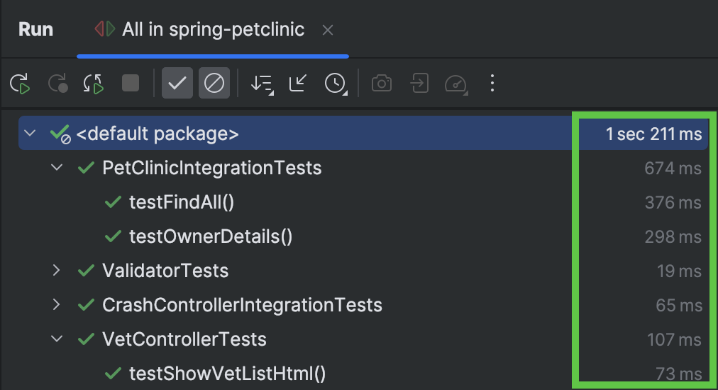 Run All in spring-petclinic
<default package> 1 sec 211 ms
PetClinicIntegrationTests 674 ms
testFindAll() 376 ms
testOwnerDetails() 298 ms
ValidatorTests 19 ms
CrashControllerIntegrationTests 65 ms
VetControllerTests 107 ms
testShowVetListHtml() 73 ms